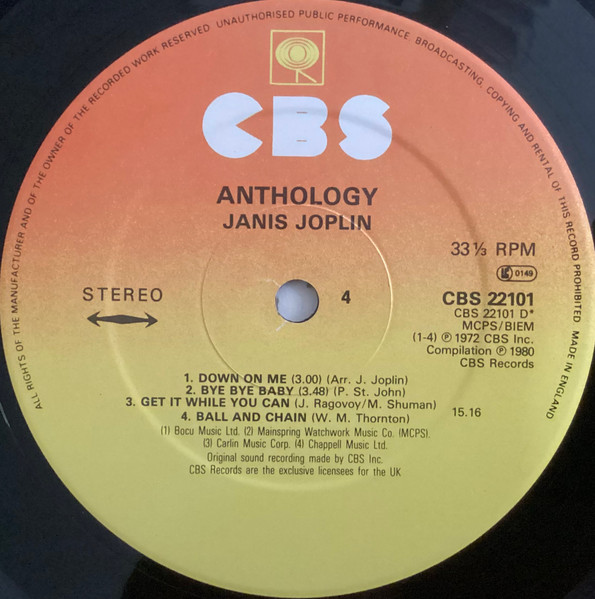 ALL RIGHTS OF THE MANUFACTURER AND OF THE OWNER OF THE RECORDED WORK RESERVED. UNAUTHORISED PUBLIC PERFORMANCE, BROADCASTING, COPYING AND RENTAL OF THIS RECORD PROHIBITED. MADE IN ENGLAND
CBS
ANTHOLOGY
JANIS JOPLIN
33⅓ RPM
LC 0149
STEREO
4
CBS 22101
CBS 22101 D*
MCPS/BIEM
(1-4) ℗ 1972 CBS Inc.
Compilation ℗ 1980
CBS Records
1. DOWN ON ME (3.00) (Arr. J. Joplin)
2. BYE BYE BABY (3.48) (P. St. John)
3. GET IT WHILE YOU CAN (J. Ragovoy/M. Shuman)
4. BALL AND CHAIN (W. M. Thornton)
15.16
(1) Bocu Music Ltd. (2) Mainspring Watchwork Music Co. (MCPS).
(3) Carlin Music Corp. (4) Chappell Music Ltd.
Original sound recording made by CBS Inc.
CBS Records are the exclusive licensees for the UK